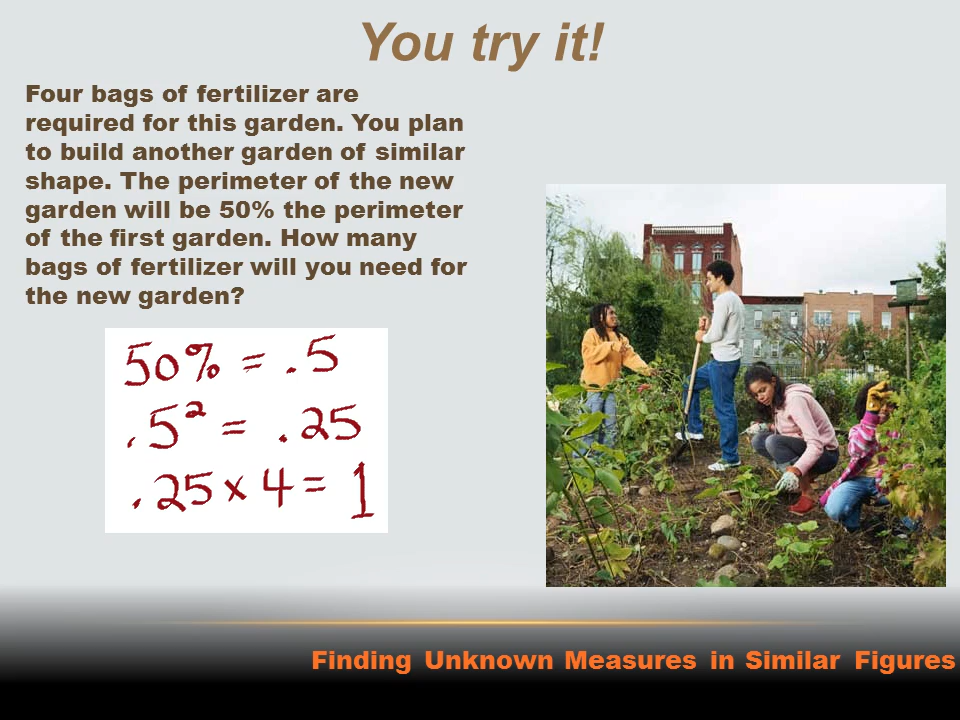 You try it!
Four bags of fertilizer are
required for this garden. You plan
to build another garden of similar
shape. The perimeter of the new
garden will be 50% the perimeter
of the first garden. How many
bags of fertilizer will you need for
the new garden?
50% = .5
.5² = .25
.25 x 4 = 1
Finding Unknown Measures in Similar Figures